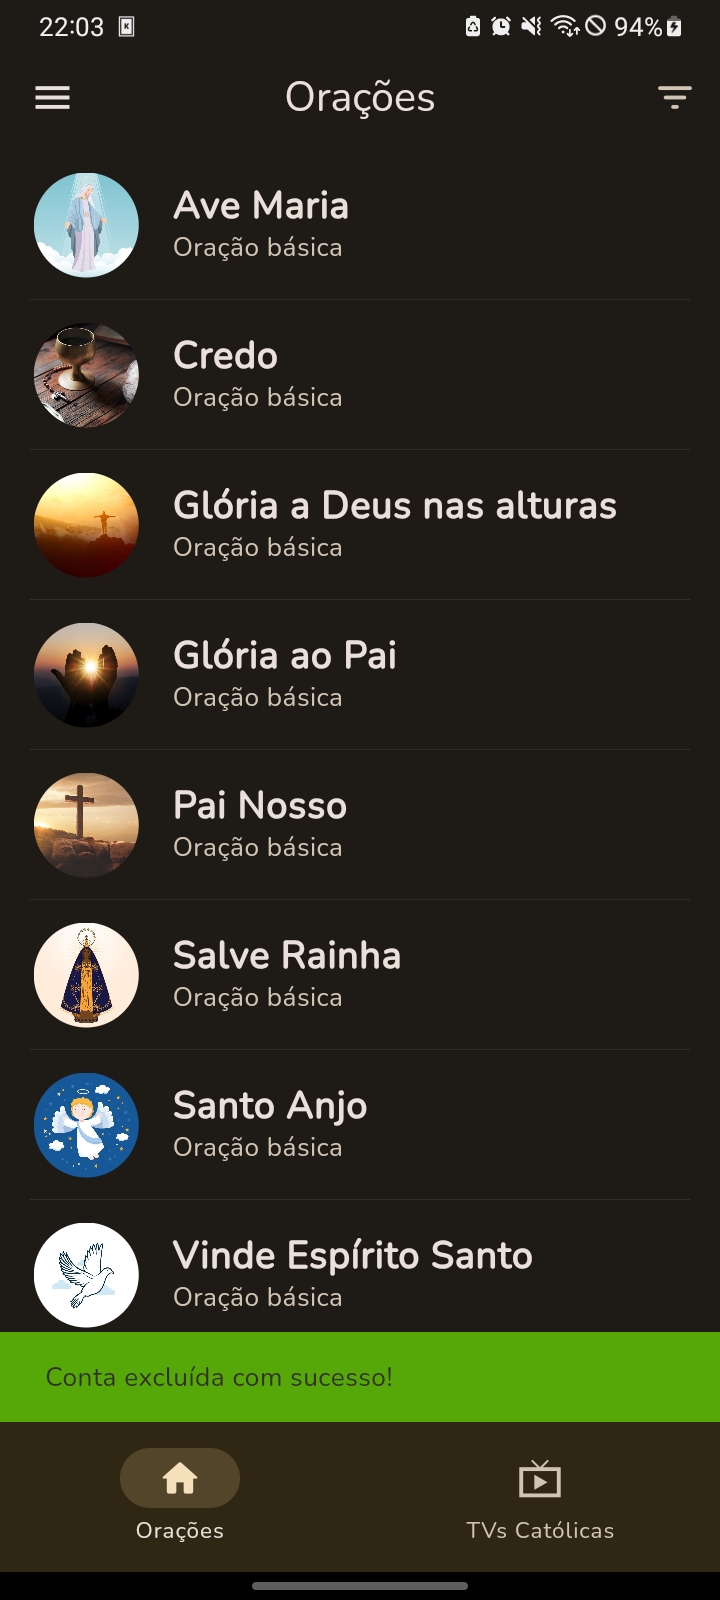 22:03
94%
Orações
Ave Maria
Oração básica
Credo
Oração básica
Glória a Deus nas alturas
Oração básica
Glória ao Pai
Oração básica
Pai Nosso
Oração básica
Salve Rainha
Oração básica
Santo Anjo
Oração básica
Vinde Espírito Santo
Oração básica
Conta excluída com sucesso!
Orações
TVs Católicas